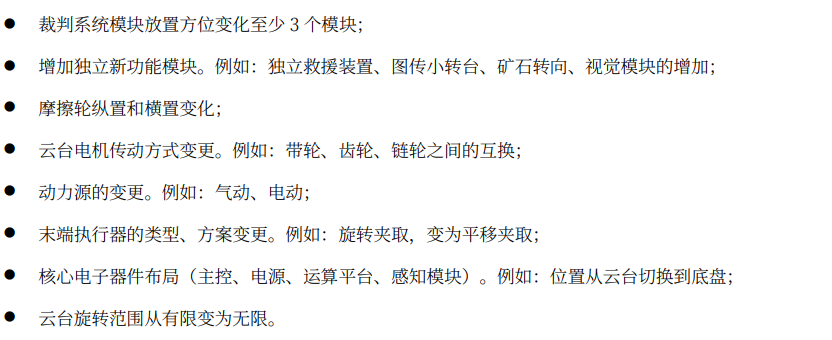 ● 裁判系统模块放置方位变化至少 3 个模块；
● 增加独立新功能模块。例如：独立救援装置、图传小转台、矿石转向、视觉模块的增加；
● 摩擦轮纵置和横置变化；
● 云台电机传动方式变更。例如：带轮、齿轮、链轮之间的互换；
● 动力源的变更。例如：气动、电动；
● 末端执行器的类型、方案变更。例如：旋转夹取，变为平移夹取；
● 核心电子器件布局（主控、电源、运算平台、感知模块）。例如：位置从云台切换到底盘；
● 云台旋转范围从有限变为无限。